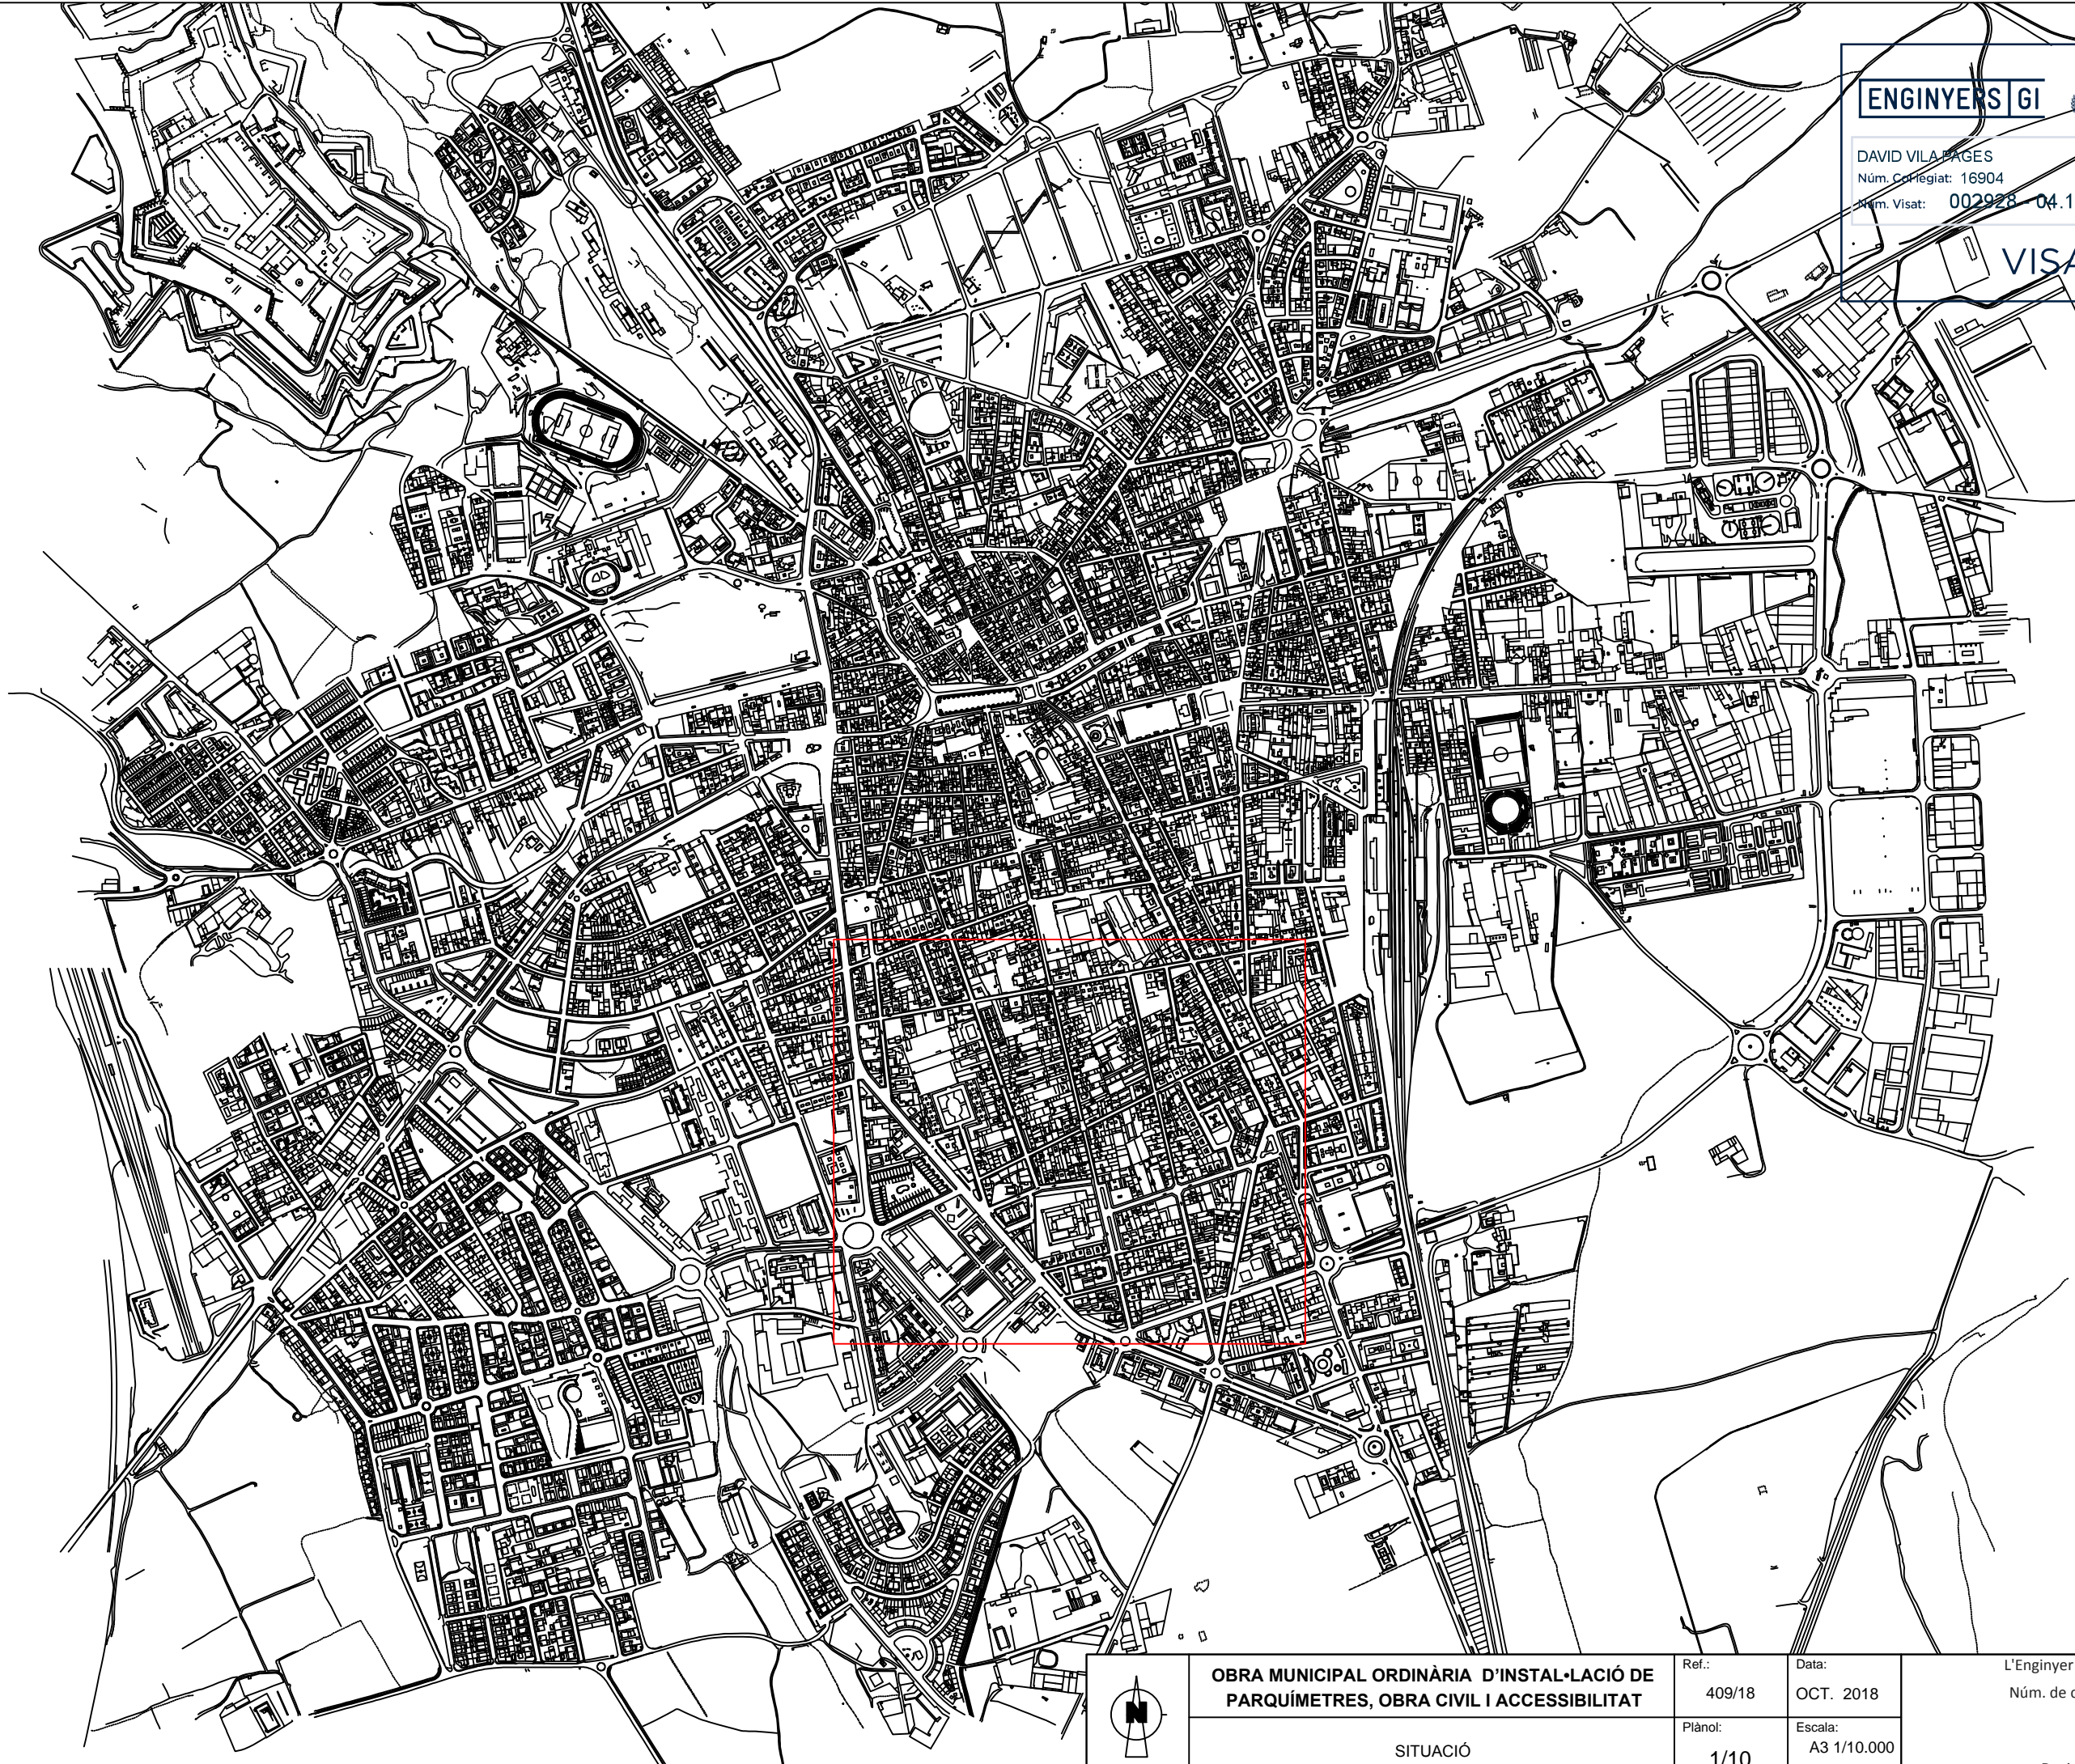 ENGINYERS GI
DAVID VILA PAGES
Núm. Col·legiat: 16904
Núm. Visat: 002928 - 04.1
VISA
N
OBRA MUNICIPAL ORDINÀRIA D'INSTAL•LACIÓ DE
PARQUÍMETRES, OBRA CIVIL I ACCESSIBILITAT
SITUACIÓ
Ref.:
409/18
Data:
OCT. 2018
Plànol:
1/10
Escala:
A3 1/10.000
L'Enginyer
Núm. de